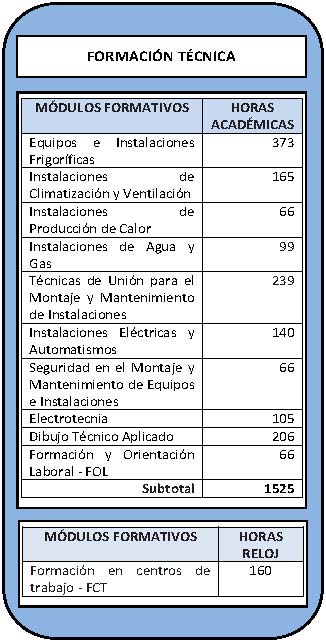 FORMACIÓN TÉCNICA
MÓDULOS FORMATIVOS HORAS
ACADÉMICAS
Equipos e Instalaciones 373
Frigoríficas
Instalaciones de 165
Climatización y Ventilación
Instalaciones de 66
Producción de Calor
Instalaciones de Agua y 99
Gas
Técnicas de Unión para el 239
Montaje y Mantenimiento
de Instalaciones
Instalaciones Eléctricas y 140
Automatismos
Seguridad en el Montaje y 66
Mantenimiento de Equipos
e Instalaciones
Electrotecnia 105
Dibujo Técnico Aplicado 206
Formación y Orientación 66
Laboral - FOL
Subtotal 1525
MÓDULOS FORMATIVOS HORAS
RELOJ
Formación en centros de 160
trabajo - FCT